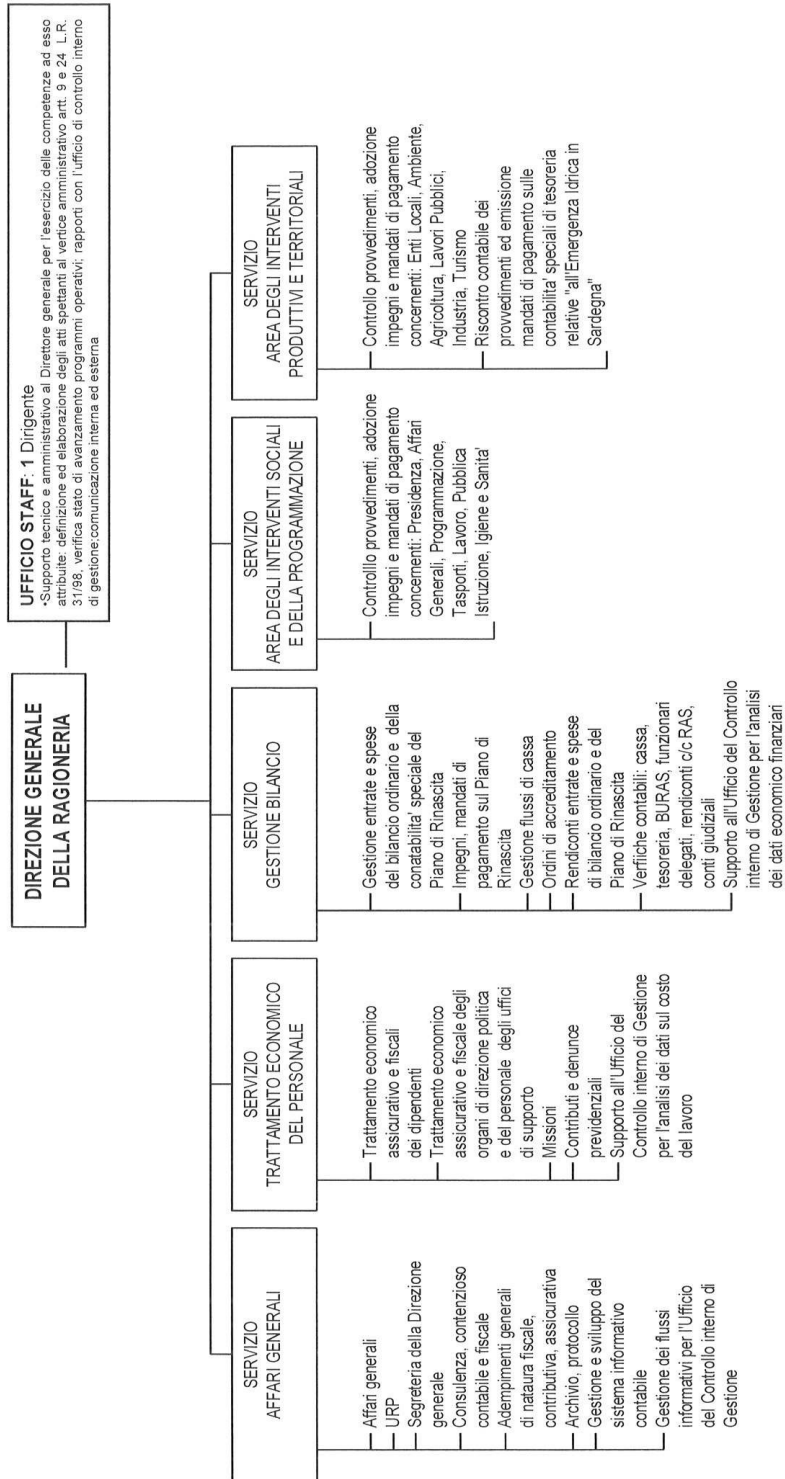 DIREZIONE GENERALE
DELLA RAGIONERIA
UFFICIO STAFF: 1 Dirigente
•Supporto tecnico e amministrativo al Direttore generale per l'esercizio delle competenze ad esso
attribuite: definizione ed elaborazione degli atti spettanti al vertice amministrativo artt. 9 e 24 L.R.
31/98, verifica stato di avanzamento programmi operativi; rapporti con l'ufficio di controllo interno
di gestione;comunicazione interna ed esterna
SERVIZIO
AFFARI GENERALI
Affari generali
URP
Segreteria della Direzione
generale
Consulenza, contenzioso
contabile e fiscale
Adempimenti generali
di nataura fiscale,
contributiva, assicurativa
Archivio, protocollo
Gestione e sviluppo del
sistema informativo
contabile
Gestione dei flussi
informativi per l'Ufficio
del Controllo interno di
Gestione
SERVIZIO
TRATTAMENTO ECONOMICO
DEL PERSONALE
Trattamento economico
assicurativo e fiscali
dei dipendenti
Trattamento economico
assicurativo e fiscale degli
organi di direzione politica
e del personale degli uffici
di supporto
Missioni
Contributi e denunce
previdenziali
Supporto all'Ufficio del
Controllo interno di Gestione
per l'analisi dei dati sul costo
del lavoro
SERVIZIO
GESTIONE BILANCIO
Gestione entrate e spese
del bilancio ordinario e della
conatabilita' speciale del
Piano di Rinascita
Impegni, mandati di
pagamento sul Piano di
Rinascita
Gestione flussi di cassa
Ordini di accreditamento
Rendiconti entrate e spese
di bilancio ordinario e del
Piano di Rinascita
Verfiiche contabili: cassa,
tesoreria, BURAS, funzionari
delegati, rendiconti c/c RAS,
conti giudiziali
Supporto all'Ufficio del Controllo
interno di Gestione per l'analisi
dei dati economico finanziari
SERVIZIO
AREA DEGLI INTERVENTI SOCIALI
E DELLA PROGRAMMAZIONE
Controlllo provvedimenti, adozione
impegni e mandati di pagamento
concernenti: Presidenza, Affari
Generali, Programmazione,
Tasporti, Lavoro, Pubblica
Istruzione, Igiene e Sanita'
SERVIZIO
AREA DEGLI INTERVENTI
PRODUTTIVI E TERRITORIALI
Controllo provvedimenti, adozione
impegni e mandati di pagamento
concernenti: Enti Locali, Ambiente,
Agricoltura, Lavori Pubblici,
Industria, Turismo
Riscontro contabile dei
provvedimenti ed emissione
mandati di pagamento sulle
contabilita' speciali di tesoreria
relative "all'Emergenza Idrica in
Sardegna"